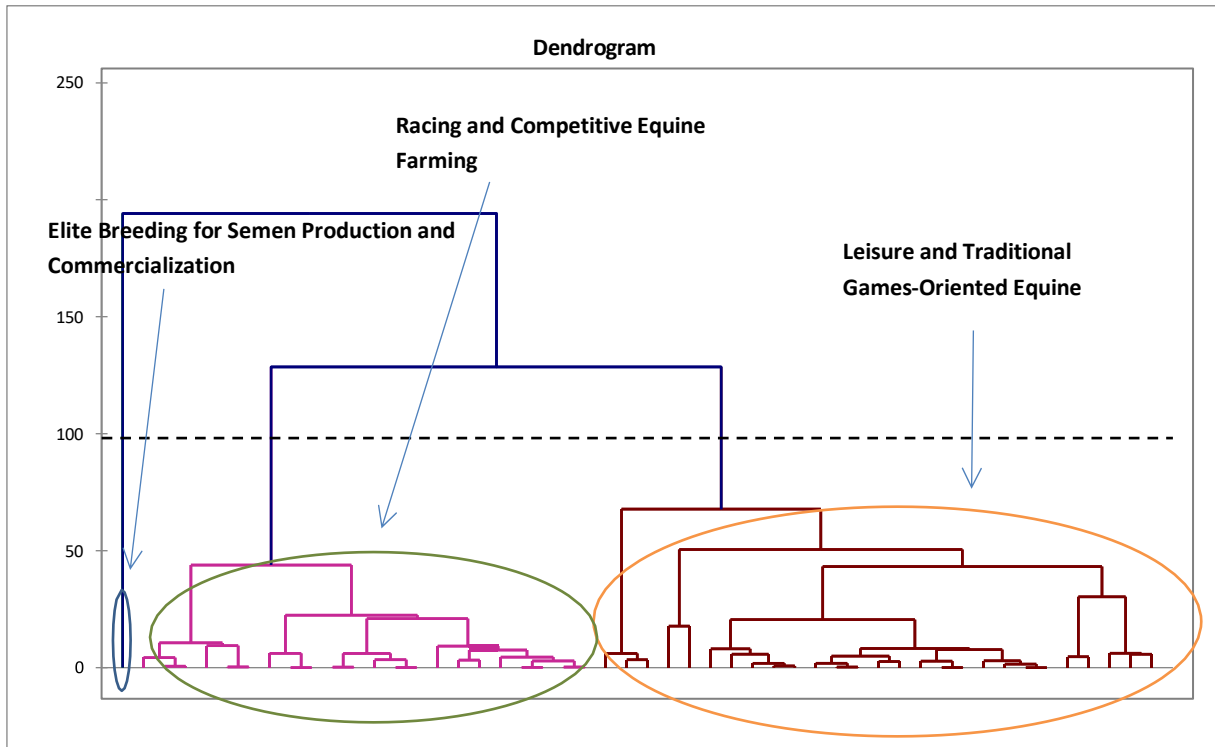 Dendrogram
250
Racing and Competitive Equine
Farming
Elite Breeding for Semen Production and
Commercialization
Leisure and Traditional
Games-Oriented Equine
150
100
50
0